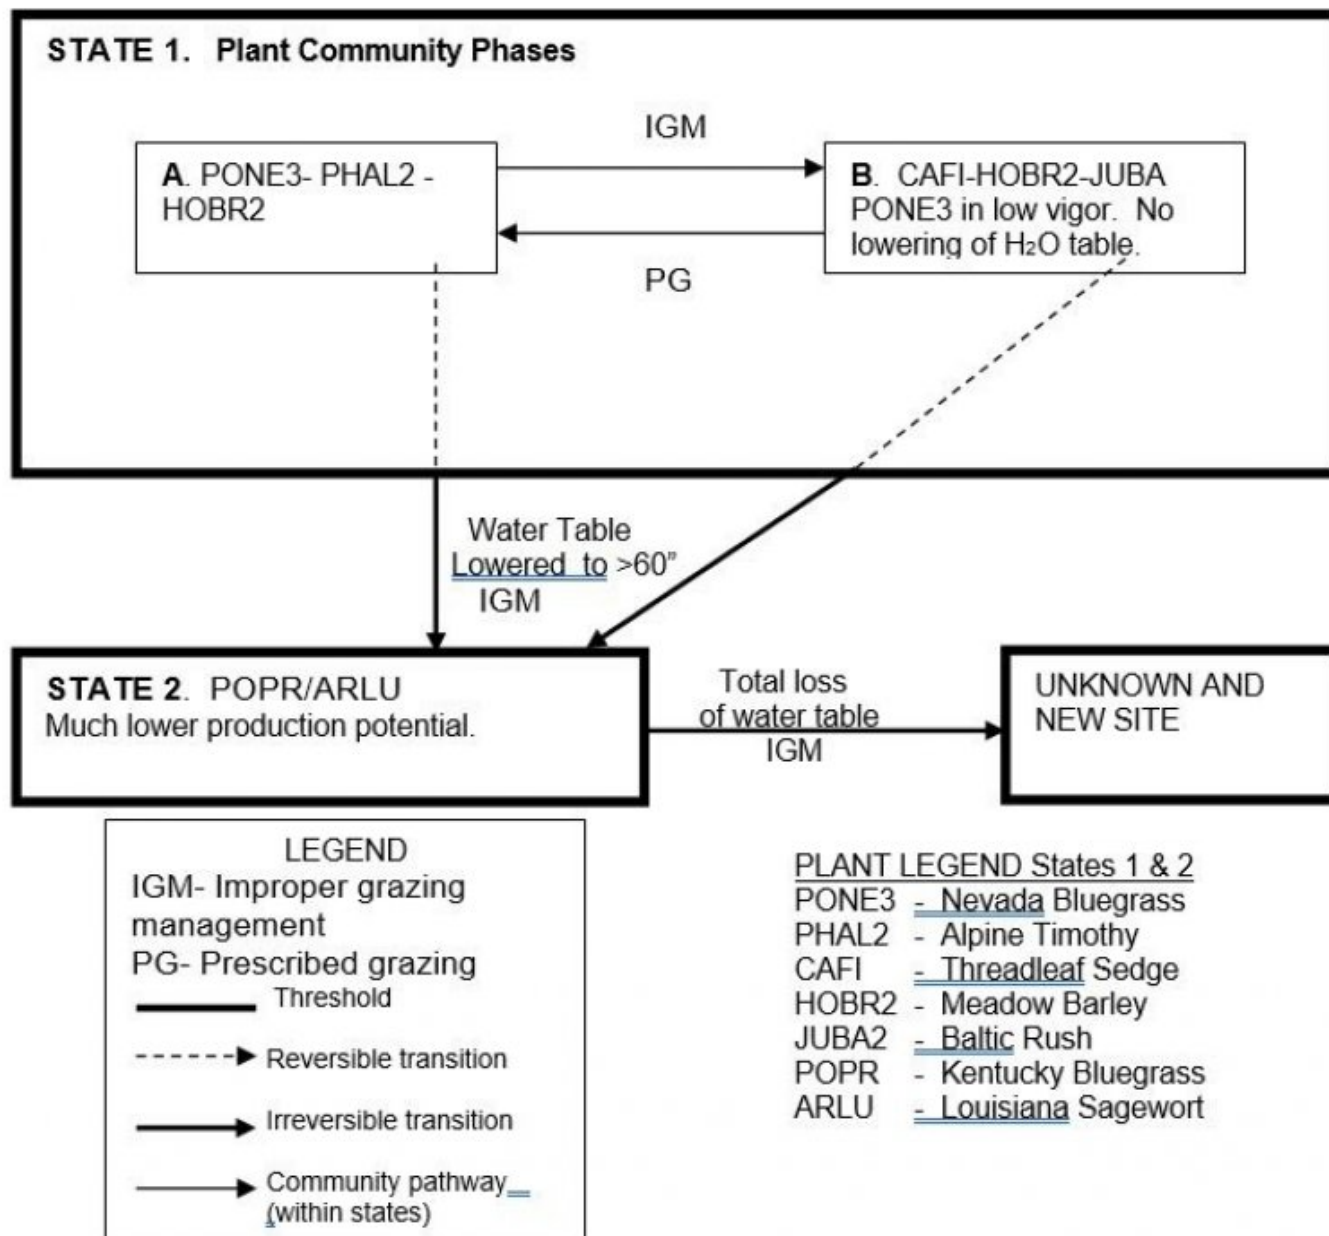 STATE 1. Plant Community Phases
IGM
A. PONE3- PHAL2 -
HOBR2
B. CAFI-HOBR2-JUBA
PONE3 in low vigor. No
lowering of H₂O table.
PG
Water Table
Lowered to >60”
IGM
STATE 2. POPR/ARLU
Much lower production potential.
Total loss
of water table
IGM
UNKNOWN AND
NEW SITE
LEGEND
IGM- Improper grazing
management
PG- Prescribed grazing
Threshold
Reversible transition
Irreversible transition
Community pathway
(within states)
PLANT LEGEND States 1 & 2
PONE3 - Nevada Bluegrass
PHAL2 - Alpine Timothy
CAFI - Threadleaf Sedge
HOBR2 - Meadow Barley
JUBA2 - Baltic Rush
POPR - Kentucky Bluegrass
ARLU - Louisiana Sagewort